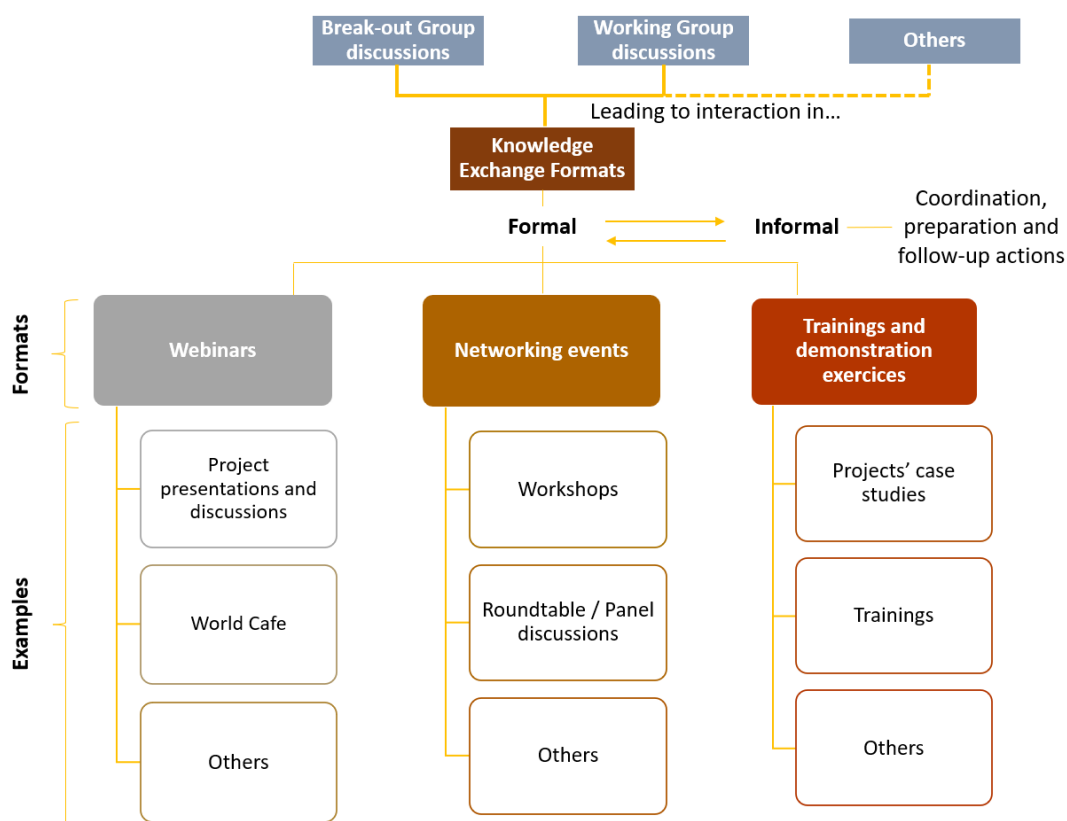 Break-out Group
discussions
Working Group
discussions
Others
Leading to interaction in...
Knowledge
Exchange Formats
Formal
Informal
Coordination,
preparation and
follow-up actions
Formats
Webinars
Networking events
Trainings and
demonstration
exercices
Examples
Project
presentations and
discussions
Workshops
Projects’ case
studies
World Cafe
Roundtable / Panel
discussions
Trainings
Others
Others
Others